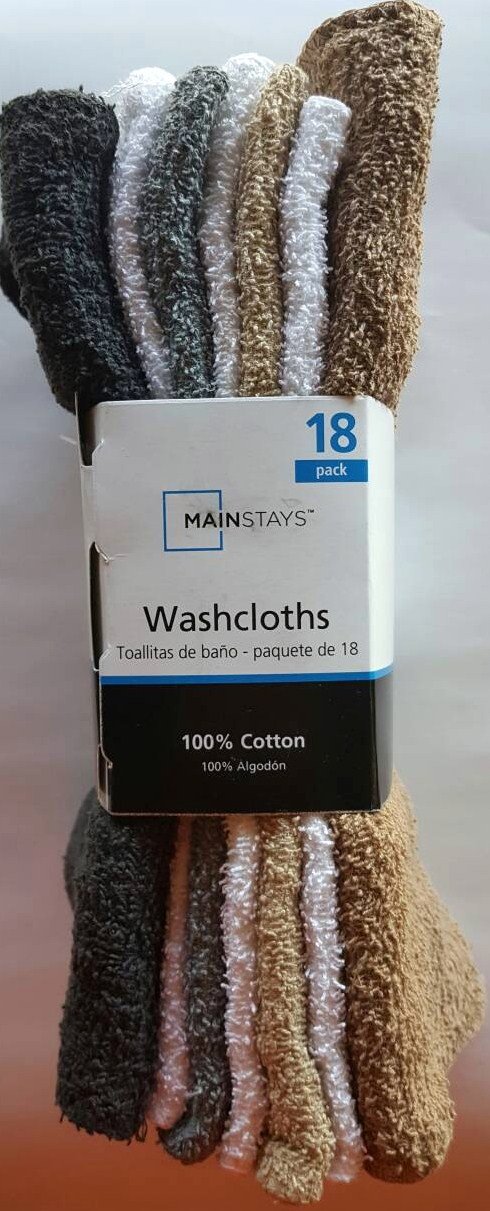 18
pack
MAINSTAYS™
Washcloths
Toallitas de baño - paquete de 18
100% Cotton
100% Algodón